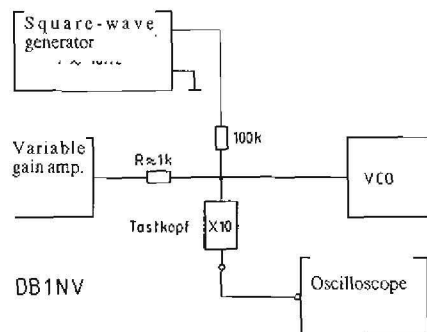 Square-wave
generator
100k
Variable
gain amp.
R≈1k
VCO
Tastkopf
X10
DB1NV
Oscilloscope